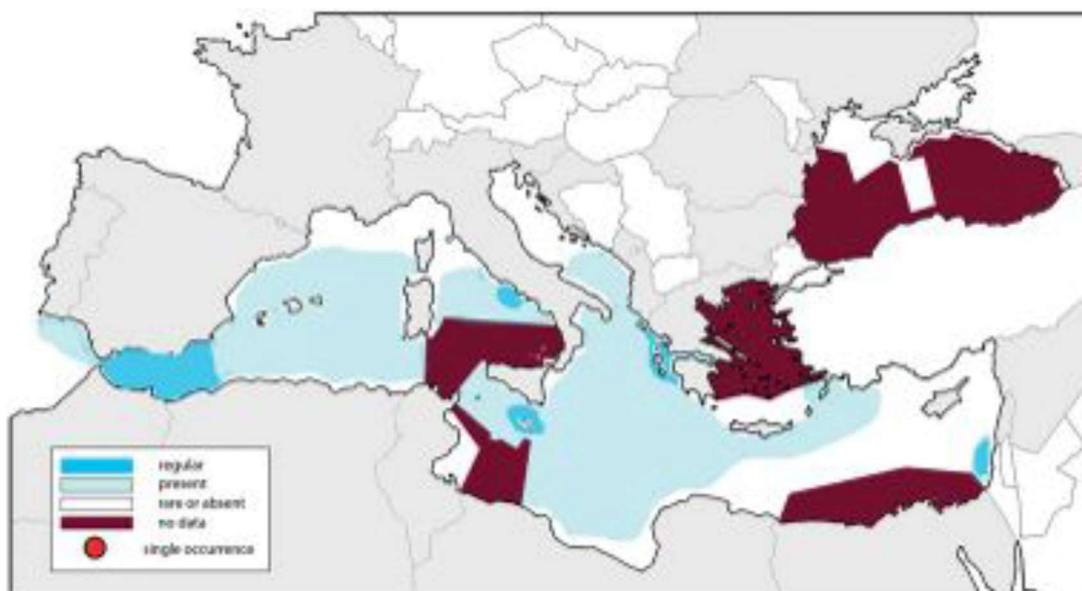 regular
present
rare or absent
no data
single occurrence